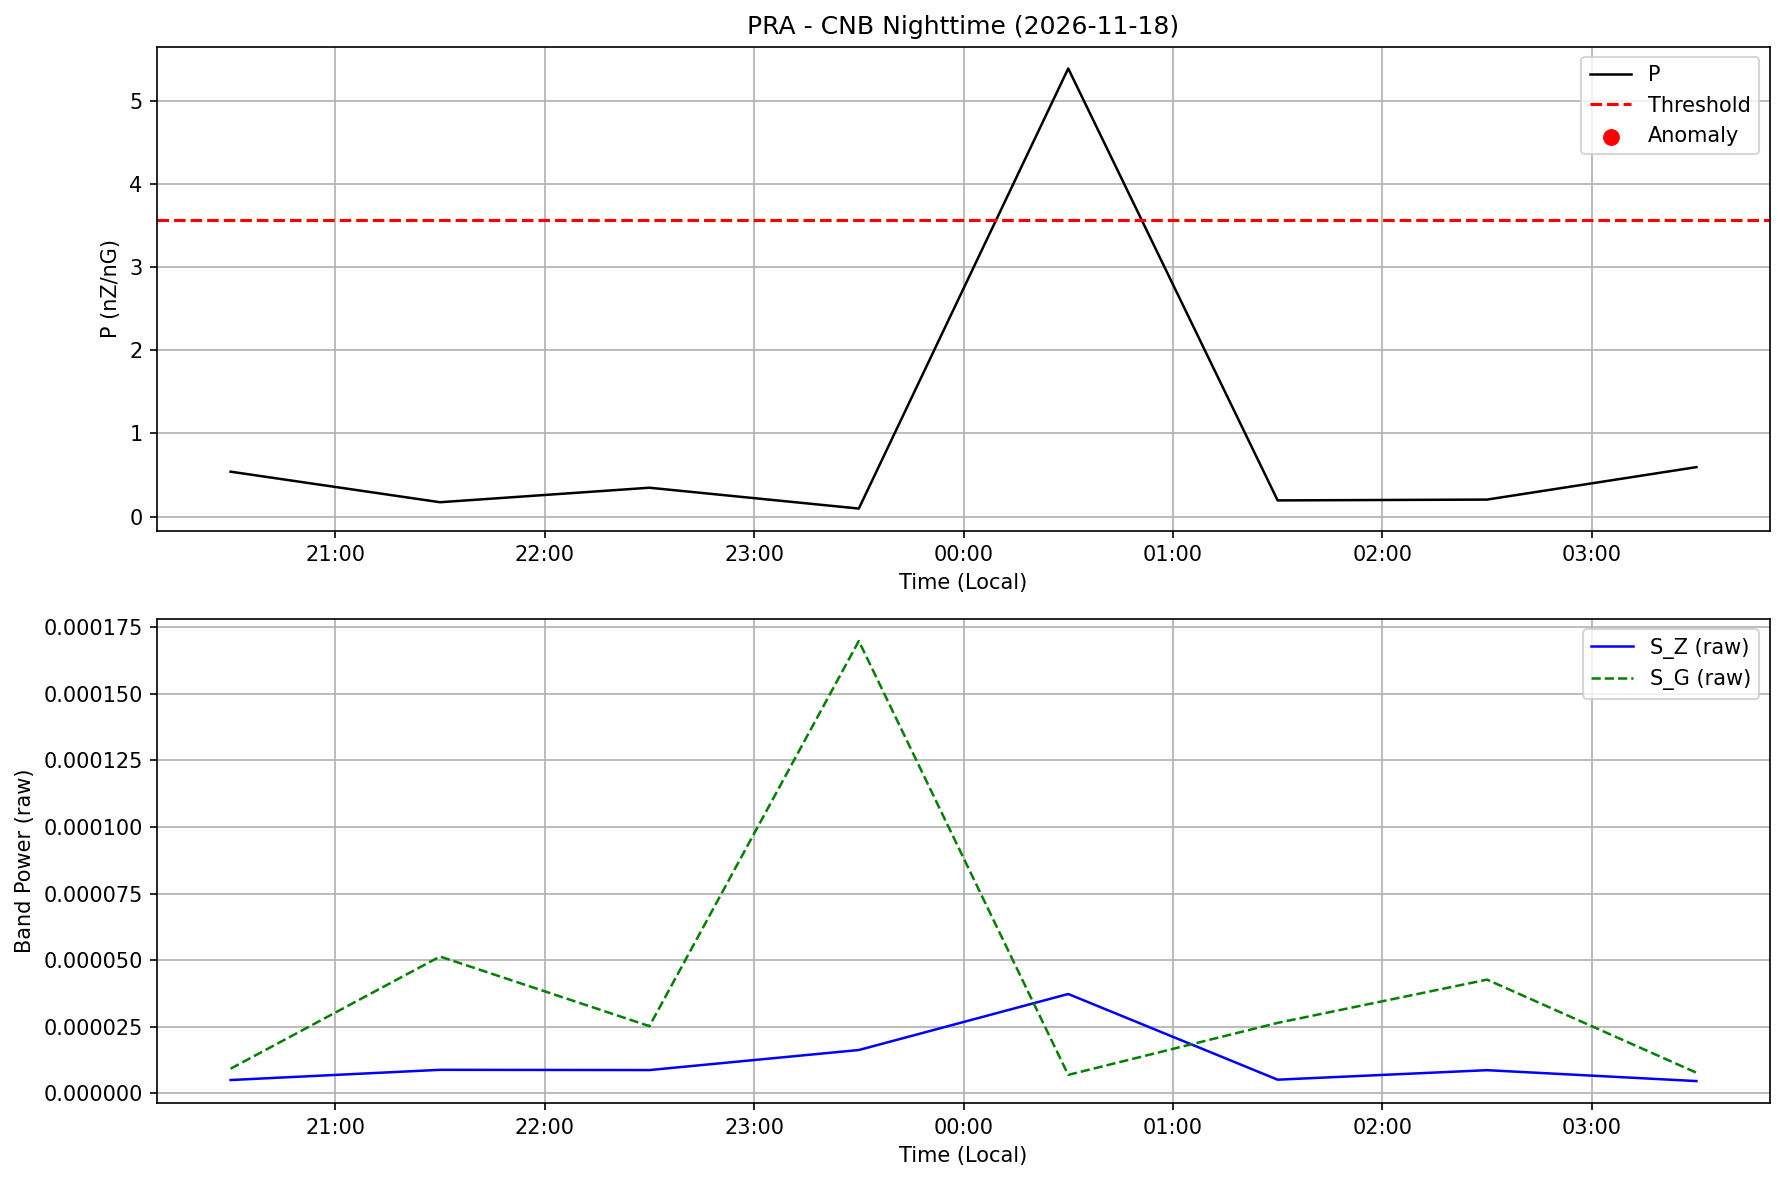 PRA - CNB Nighttime (2026-11-18)
P (nZ/nG)
5
4
3
2
1
0
P
Threshold
Anomaly
21:00 22:00 23:00 00:00 01:00 02:00 03:00
Time (Local)
Band Power (raw)
0.000175
0.000150
0.000125
0.000100
0.000075
0.000050
0.000025
0.000000
S_Z (raw)
S_G (raw)
21:00 22:00 23:00 00:00 01:00 02:00 03:00
Time (Local)